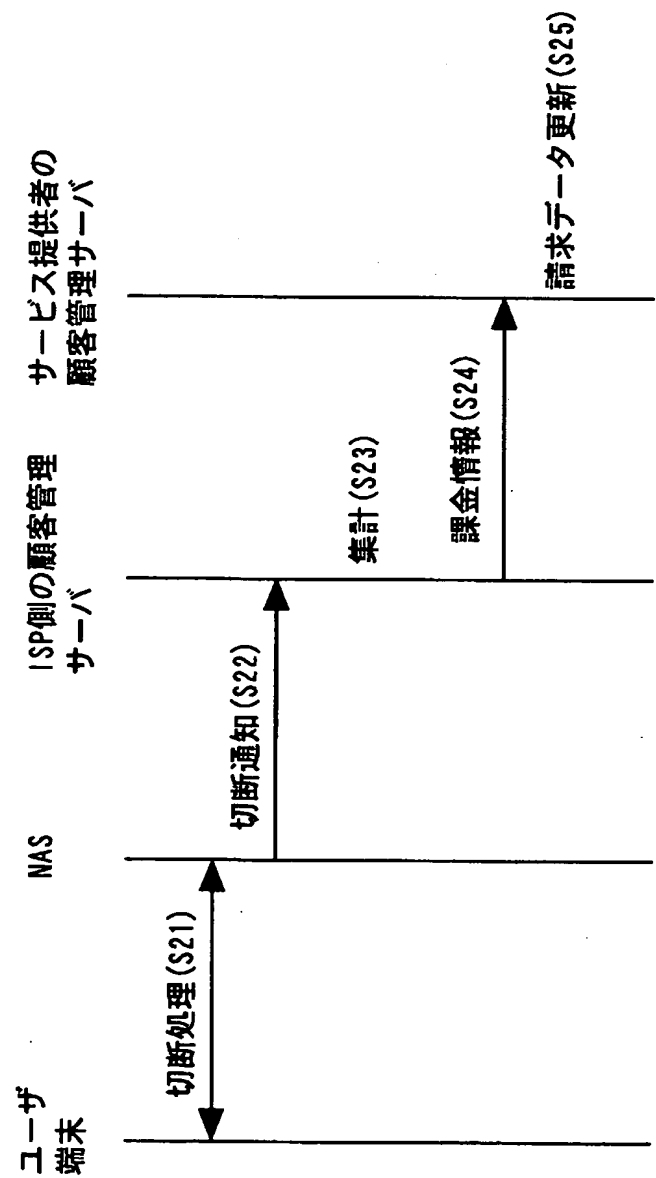 ユーザ
端末
NAS
ISP側の顧客管理
サーバ
サービス提供者の
顧客管理サーバ
切断処理(S21)
切断通知(S22)
集計(S23)
課金情報(S24)
請求データ更新(S25)